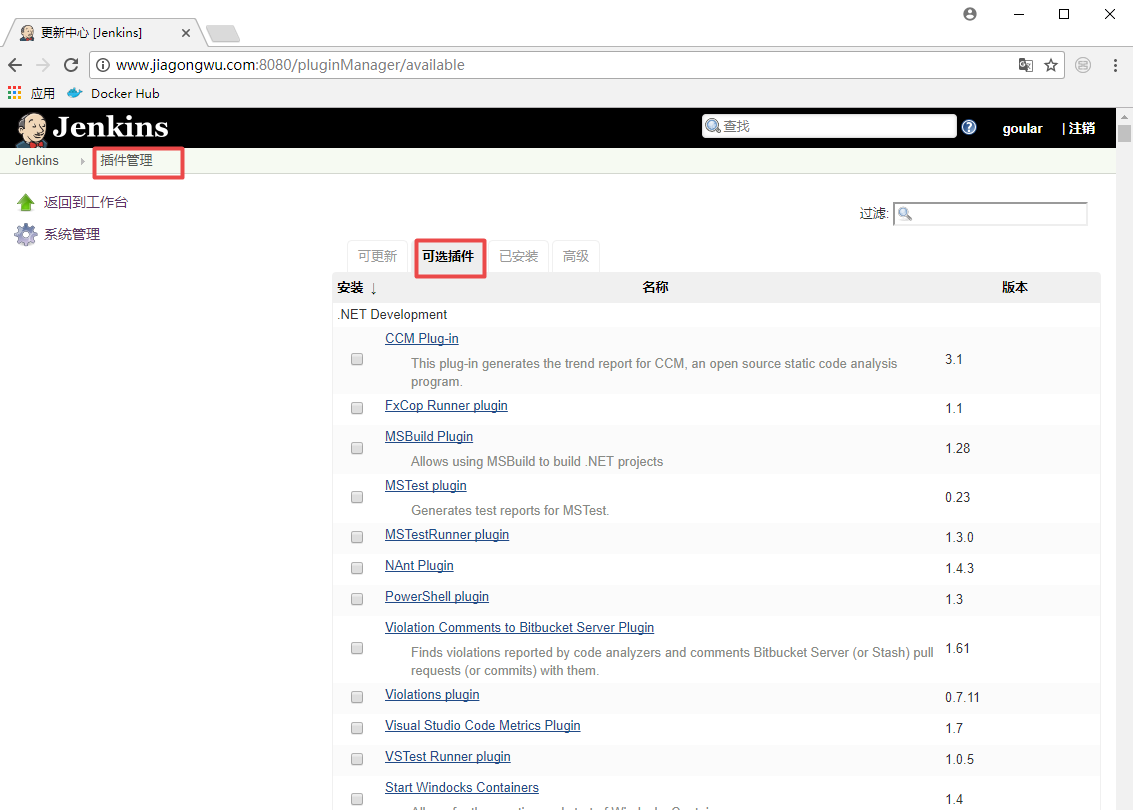 更新中心 [Jenkins]
www.jiagongwu.com:8080/pluginManager/available
应用 Docker Hub
Jenkins 查找 goular | 注销
Jenkins 插件管理
返回到工作台
系统管理
过滤:
可更新 可选插件 已安装 高级
安装 ↓ 名称 版本
.NET Development
CCM Plug-in
This plug-in generates the trend report for CCM, an open source static code analysis
program.
3.1
FxCop Runner plugin 1.1
MSBuild Plugin
Allows using MSBuild to build .NET projects
1.28
MSTest plugin
Generates test reports for MSTest.
0.23
MSTestRunner plugin 1.3.0
NAnt Plugin 1.4.3
PowerShell plugin 1.3
Violation Comments to Bitbucket Server Plugin
Finds violations reported by code analyzers and comments Bitbucket Server (or Stash) pull
requests (or commits) with them.
1.61
Violations plugin 0.7.11
Visual Studio Code Metrics Plugin 1.7
VSTest Runner plugin 1.0.5
Start Windocks Containers
1.4